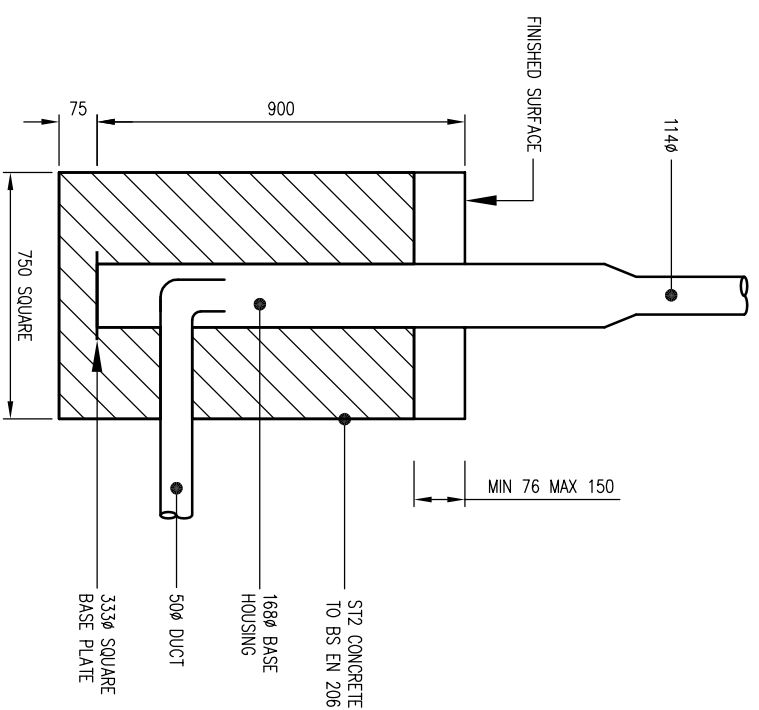 FINISHED SURFACE
114Ø
75
900
750 SQUARE
MIN 76 MAX 150
ST2 CONCRETE
TO BS EN 206
168Ø BASE
HOUSING
50Ø DUCT
333Ø SQUARE
BASE PLATE